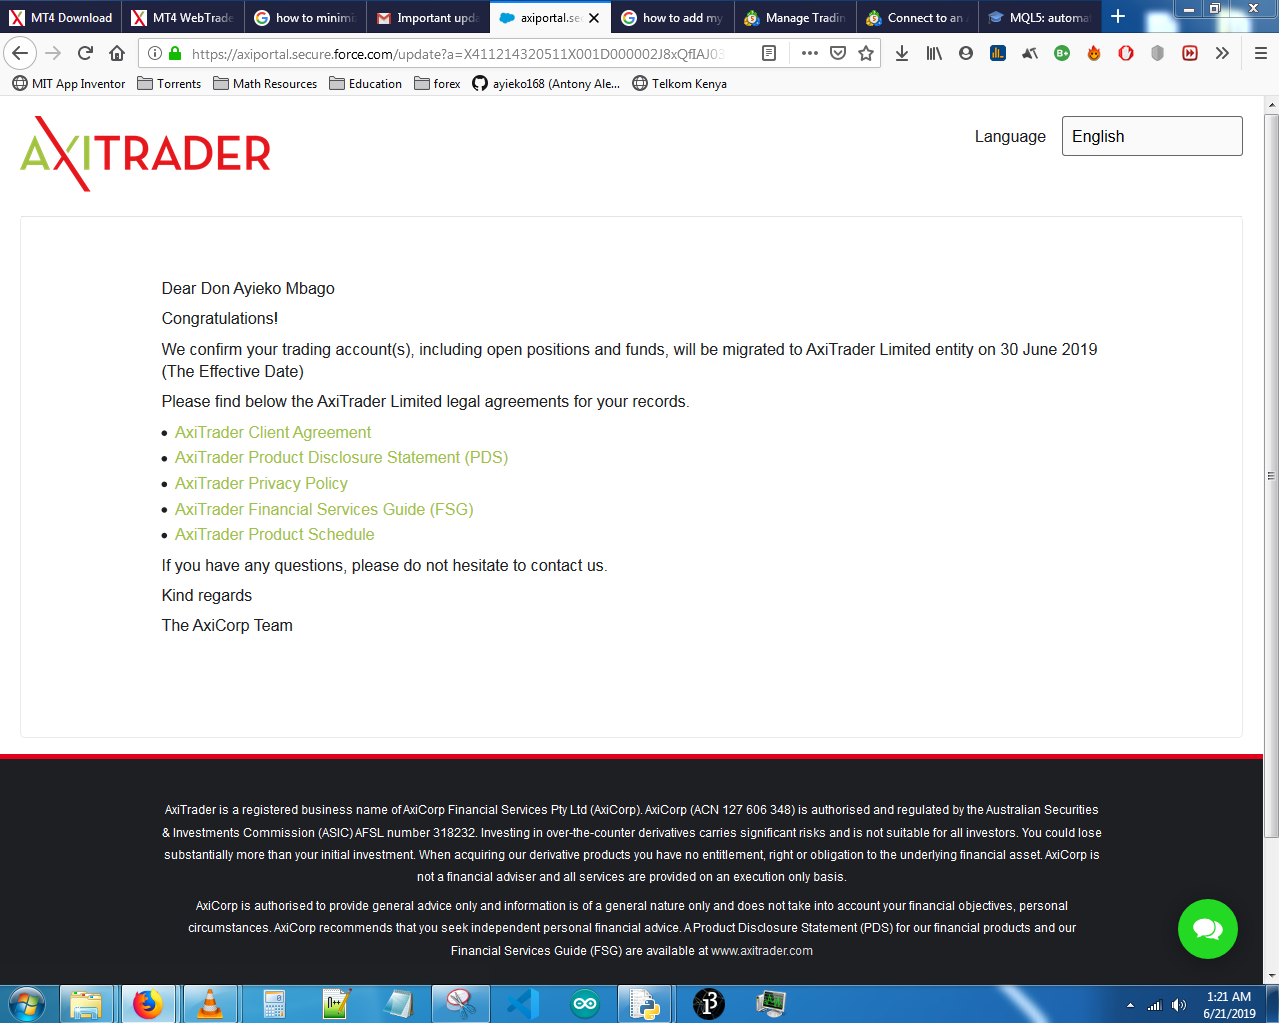 MT4 Download
MT4 WebTrade
how to minimi
Important upda
axiportal.sec
how to add my
Manage Tradin
Connect to an
MQL5: automat
https://axiportal.secure.force.com/update?a=X411214320511X001D000002J8xQfIAJ03
MIT App Inventor
Torrents
Math Resources
Education
forex
ayieko168 (Antony Ale...
Telkom Kenya
AXITRADER
Language
English
Dear Don Ayieko Mbago
Congratulations!
We confirm your trading account(s), including open positions and funds, will be migrated to AxiTrader Limited entity on 30 June 2019
(The Effective Date)
Please find below the AxiTrader Limited legal agreements for your records.
• AxiTrader Client Agreement
• AxiTrader Product Disclosure Statement (PDS)
• AxiTrader Privacy Policy
• AxiTrader Financial Services Guide (FSG)
• AxiTrader Product Schedule
If you have any questions, please do not hesitate to contact us.
Kind regards
The AxiCorp Team
AxiTrader is a registered business name of AxiCorp Financial Services Pty Ltd (AxiCorp). AxiCorp (ACN 127 606 348) is authorised and regulated by the Australian Securities
& Investments Commission (ASIC) AFSL number 318232. Investing in over-the-counter derivatives carries significant risks and is not suitable for all investors. You could lose
substantially more than your initial investment. When acquiring our derivative products you have no entitlement, right or obligation to the underlying financial asset. AxiCorp is
not a financial adviser and all services are provided on an execution only basis.
AxiCorp is authorised to provide general advice only and information is of a general nature only and does not take into account your financial objectives, personal
circumstances. AxiCorp recommends that you seek independent personal financial advice. A Product Disclosure Statement (PDS) for our financial products and our
Financial Services Guide (FSG) are available at www.axitrader.com
1:21 AM
6/21/2019